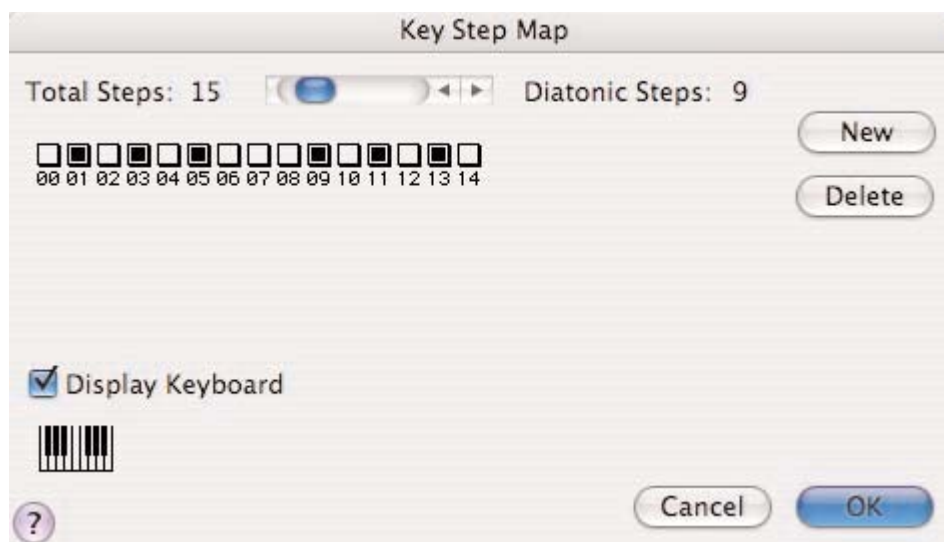 Key Step Map
Total Steps: 15 Diatonic Steps: 9
New
00 01 02 03 04 05 06 07 08 09 10 11 12 13 14
Delete
Display Keyboard
Cancel OK
?